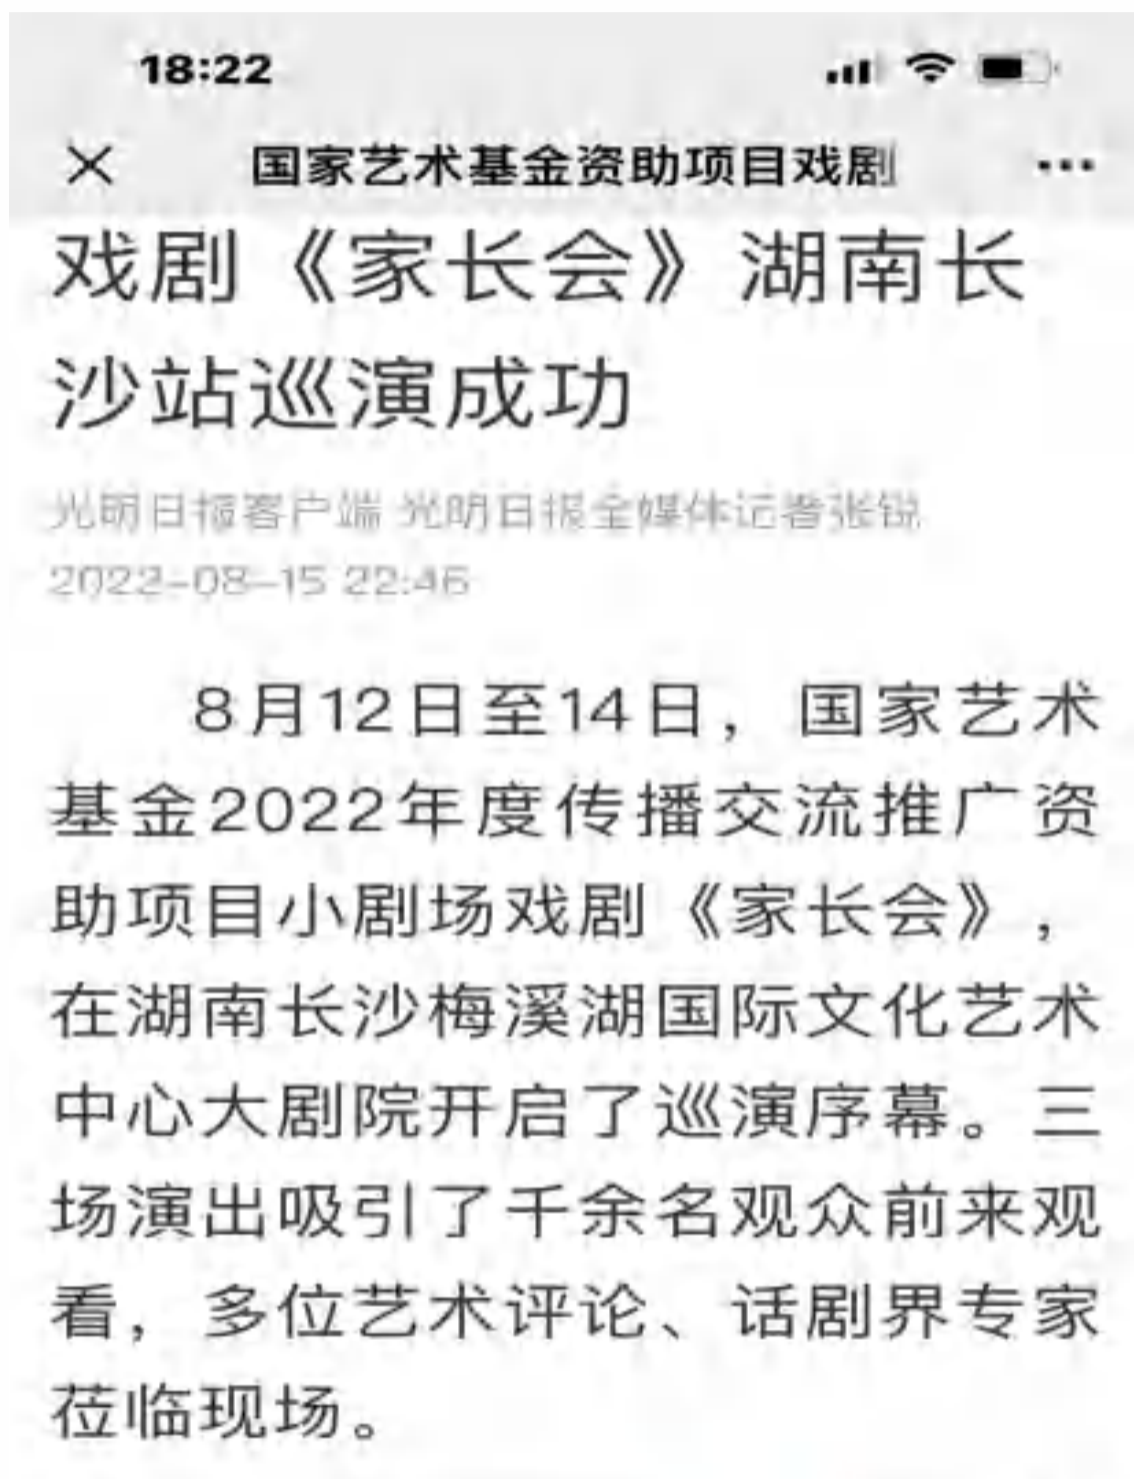 18:22
国家艺术基金资助项目戏剧
戏剧《家长会》湖南长
沙站巡演成功
光明日报客户端 光明日报全媒体记者张锐
2022-08-15 22:46
8月12日至14日，国家艺术
基金2022年度传播交流推广资
助项目小剧场戏剧《家长会》，
在湖南长沙梅溪湖国际文化艺术
中心大剧院开启了巡演序幕。三
场演出吸引了千余名观众前来观
看，多位艺术评论、话剧界专家
莅临现场。